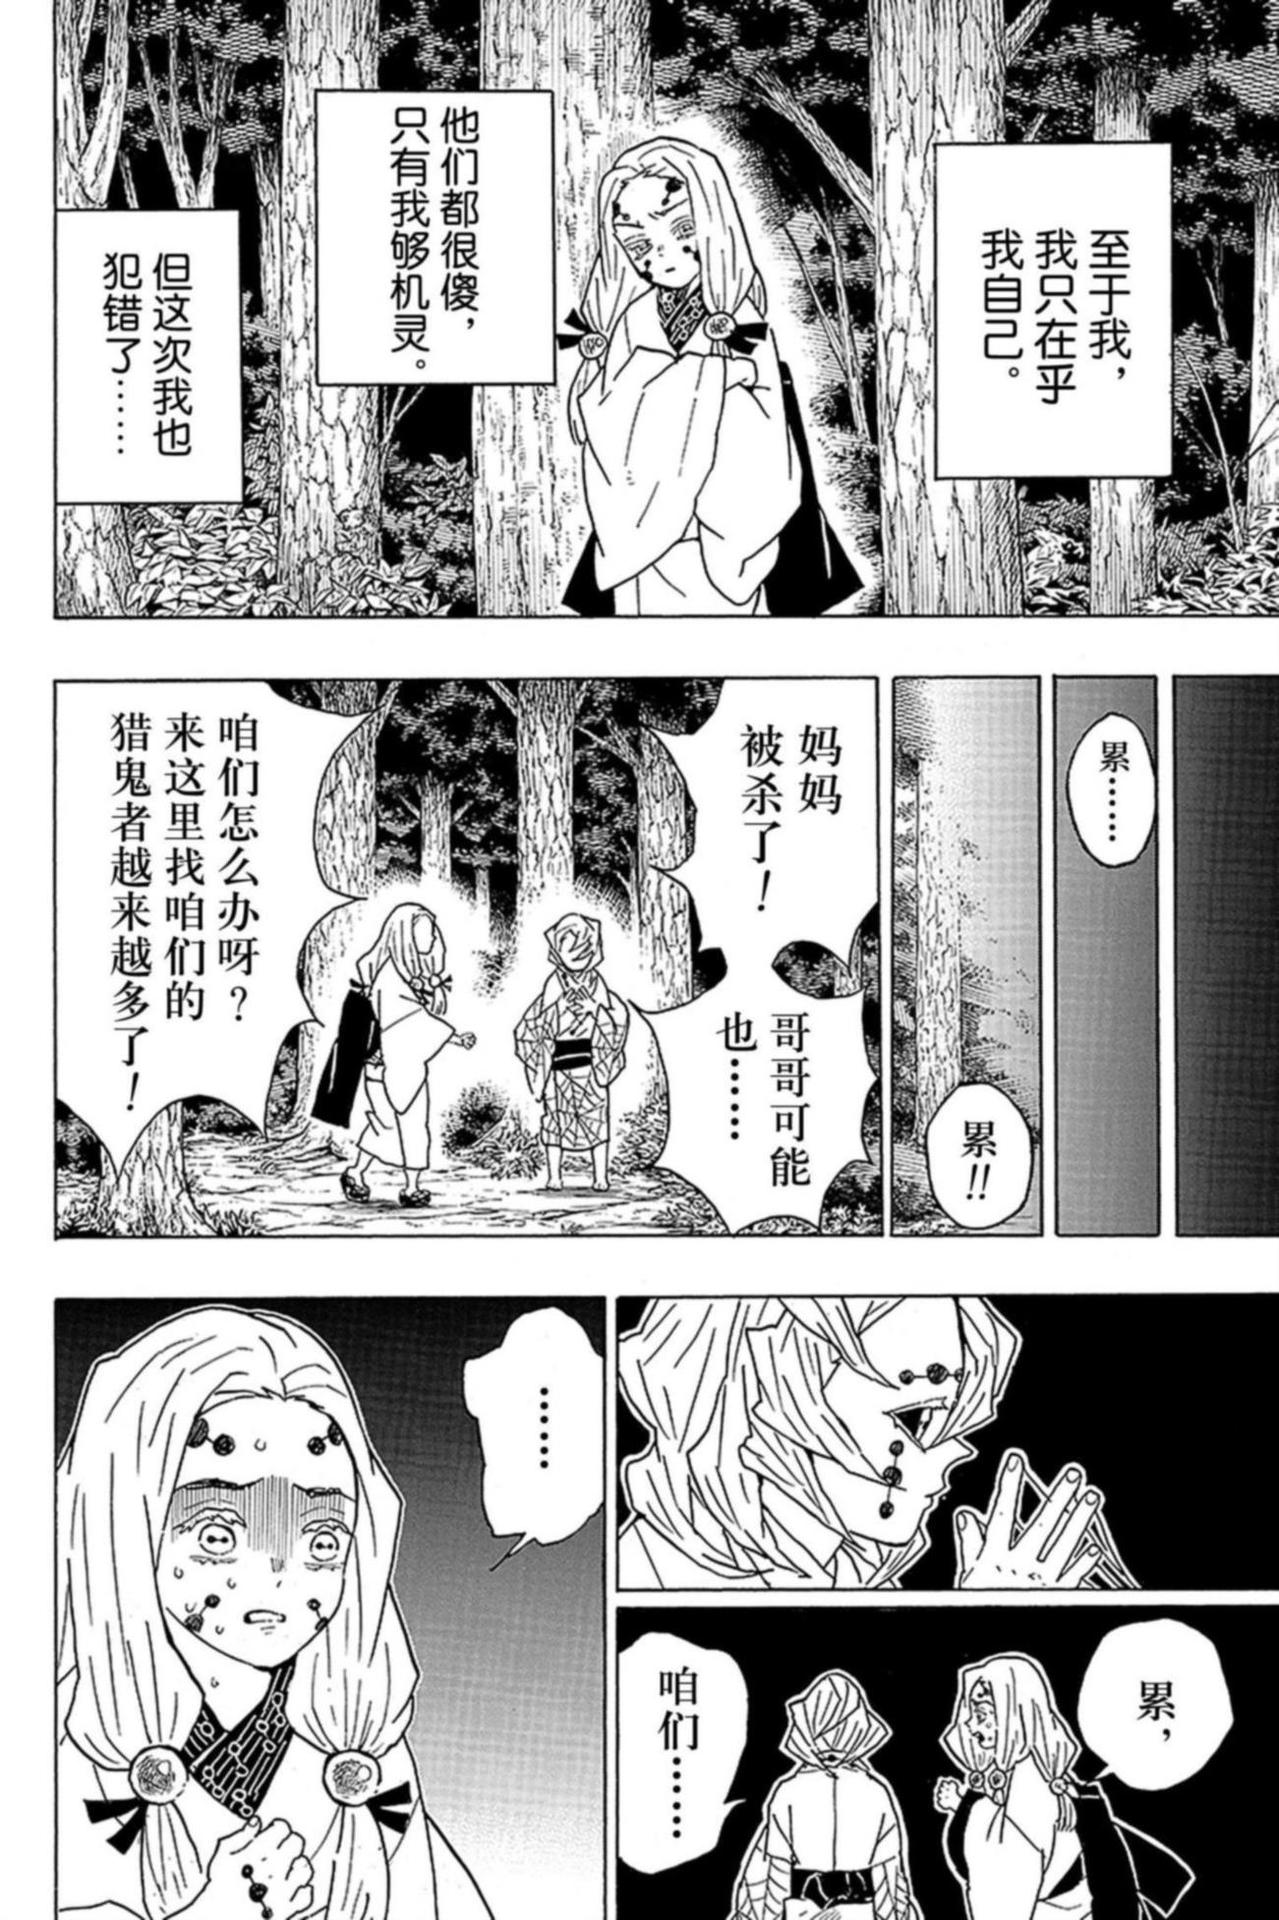 至于我，
我只在乎
我自己。
他们都很傻，
只有我够机灵。
但这次我也
犯错了……
累……
累!!
妈妈
被杀了！
哥哥可能
也……
咱们怎么办呀？
来这里找咱们的
猎鬼者越来越多了！
累，
咱们……
……